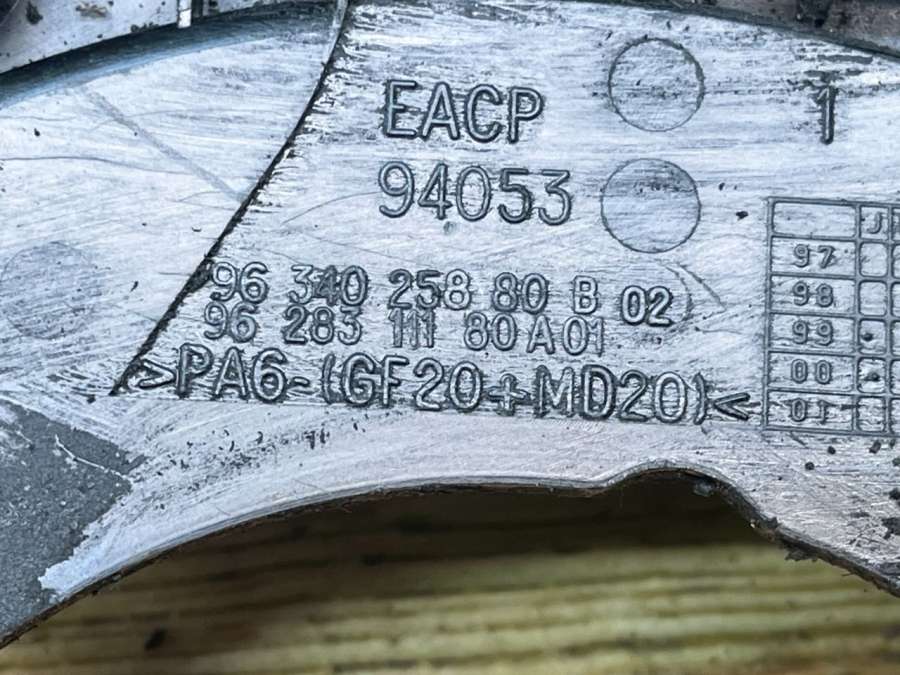 EACP
1
94053
96 340 258 80 B 02
96 283 111 80 A 01
>PA6-(GF20+MD20)<
J
97
98
99
00
01